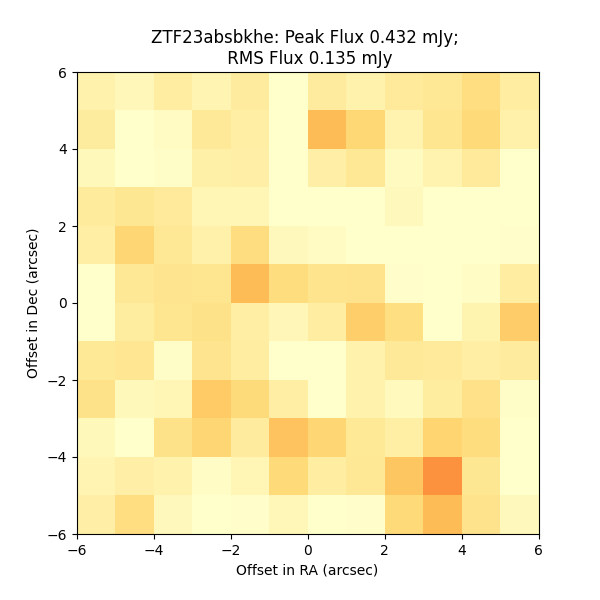 ZTF23absbkhe: Peak Flux 0.432 mJy;
RMS Flux 0.135 mJy
6
4
2
0
−2
−4
−6
Offset in Dec (arcsec)
−6 −4 −2 0 2 4 6
Offset in RA (arcsec)